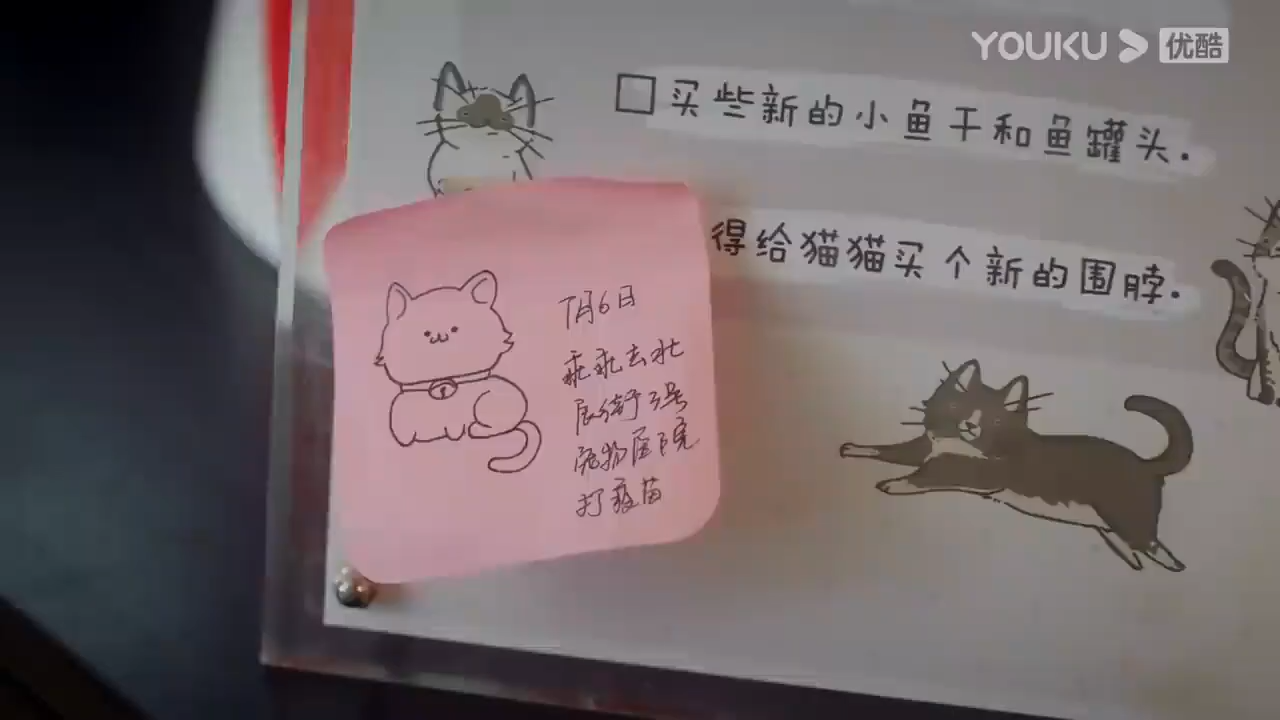 YOUKU 优酷
买些新的小鱼干和鱼罐头.
得给猫猫买个新的围脖.
7月6日
乖乖去北
辰街73号
宠物医院
打疫苗